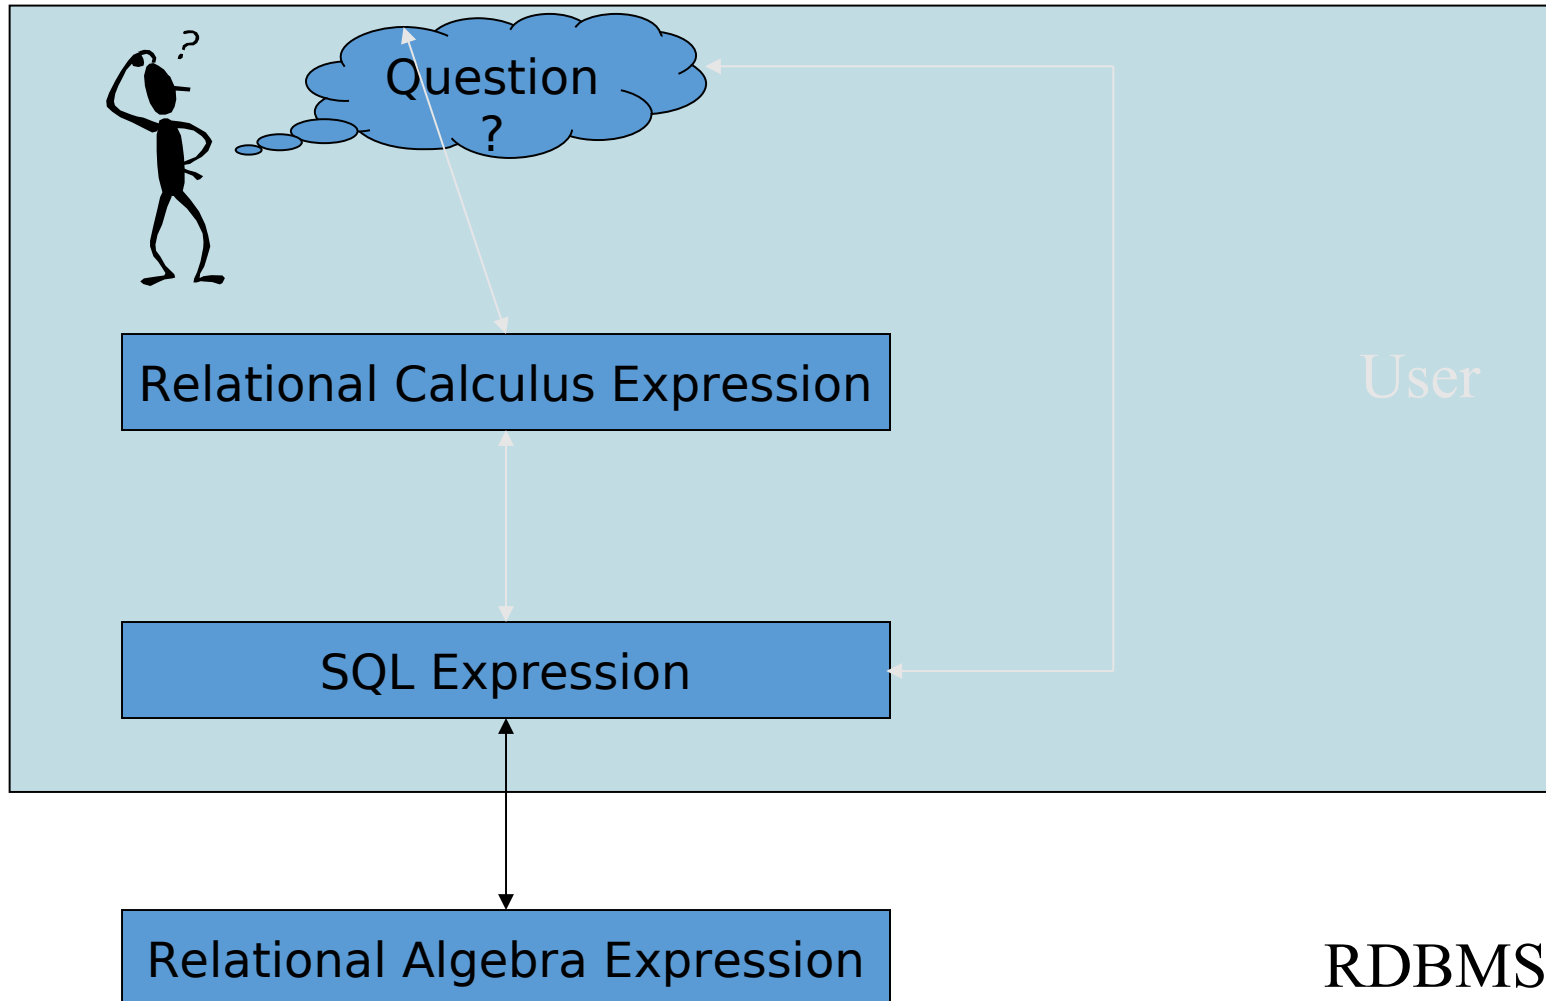 ?
Question
?
Relational Calculus Expression
User
SQL Expression
Relational Algebra Expression
RDBMS